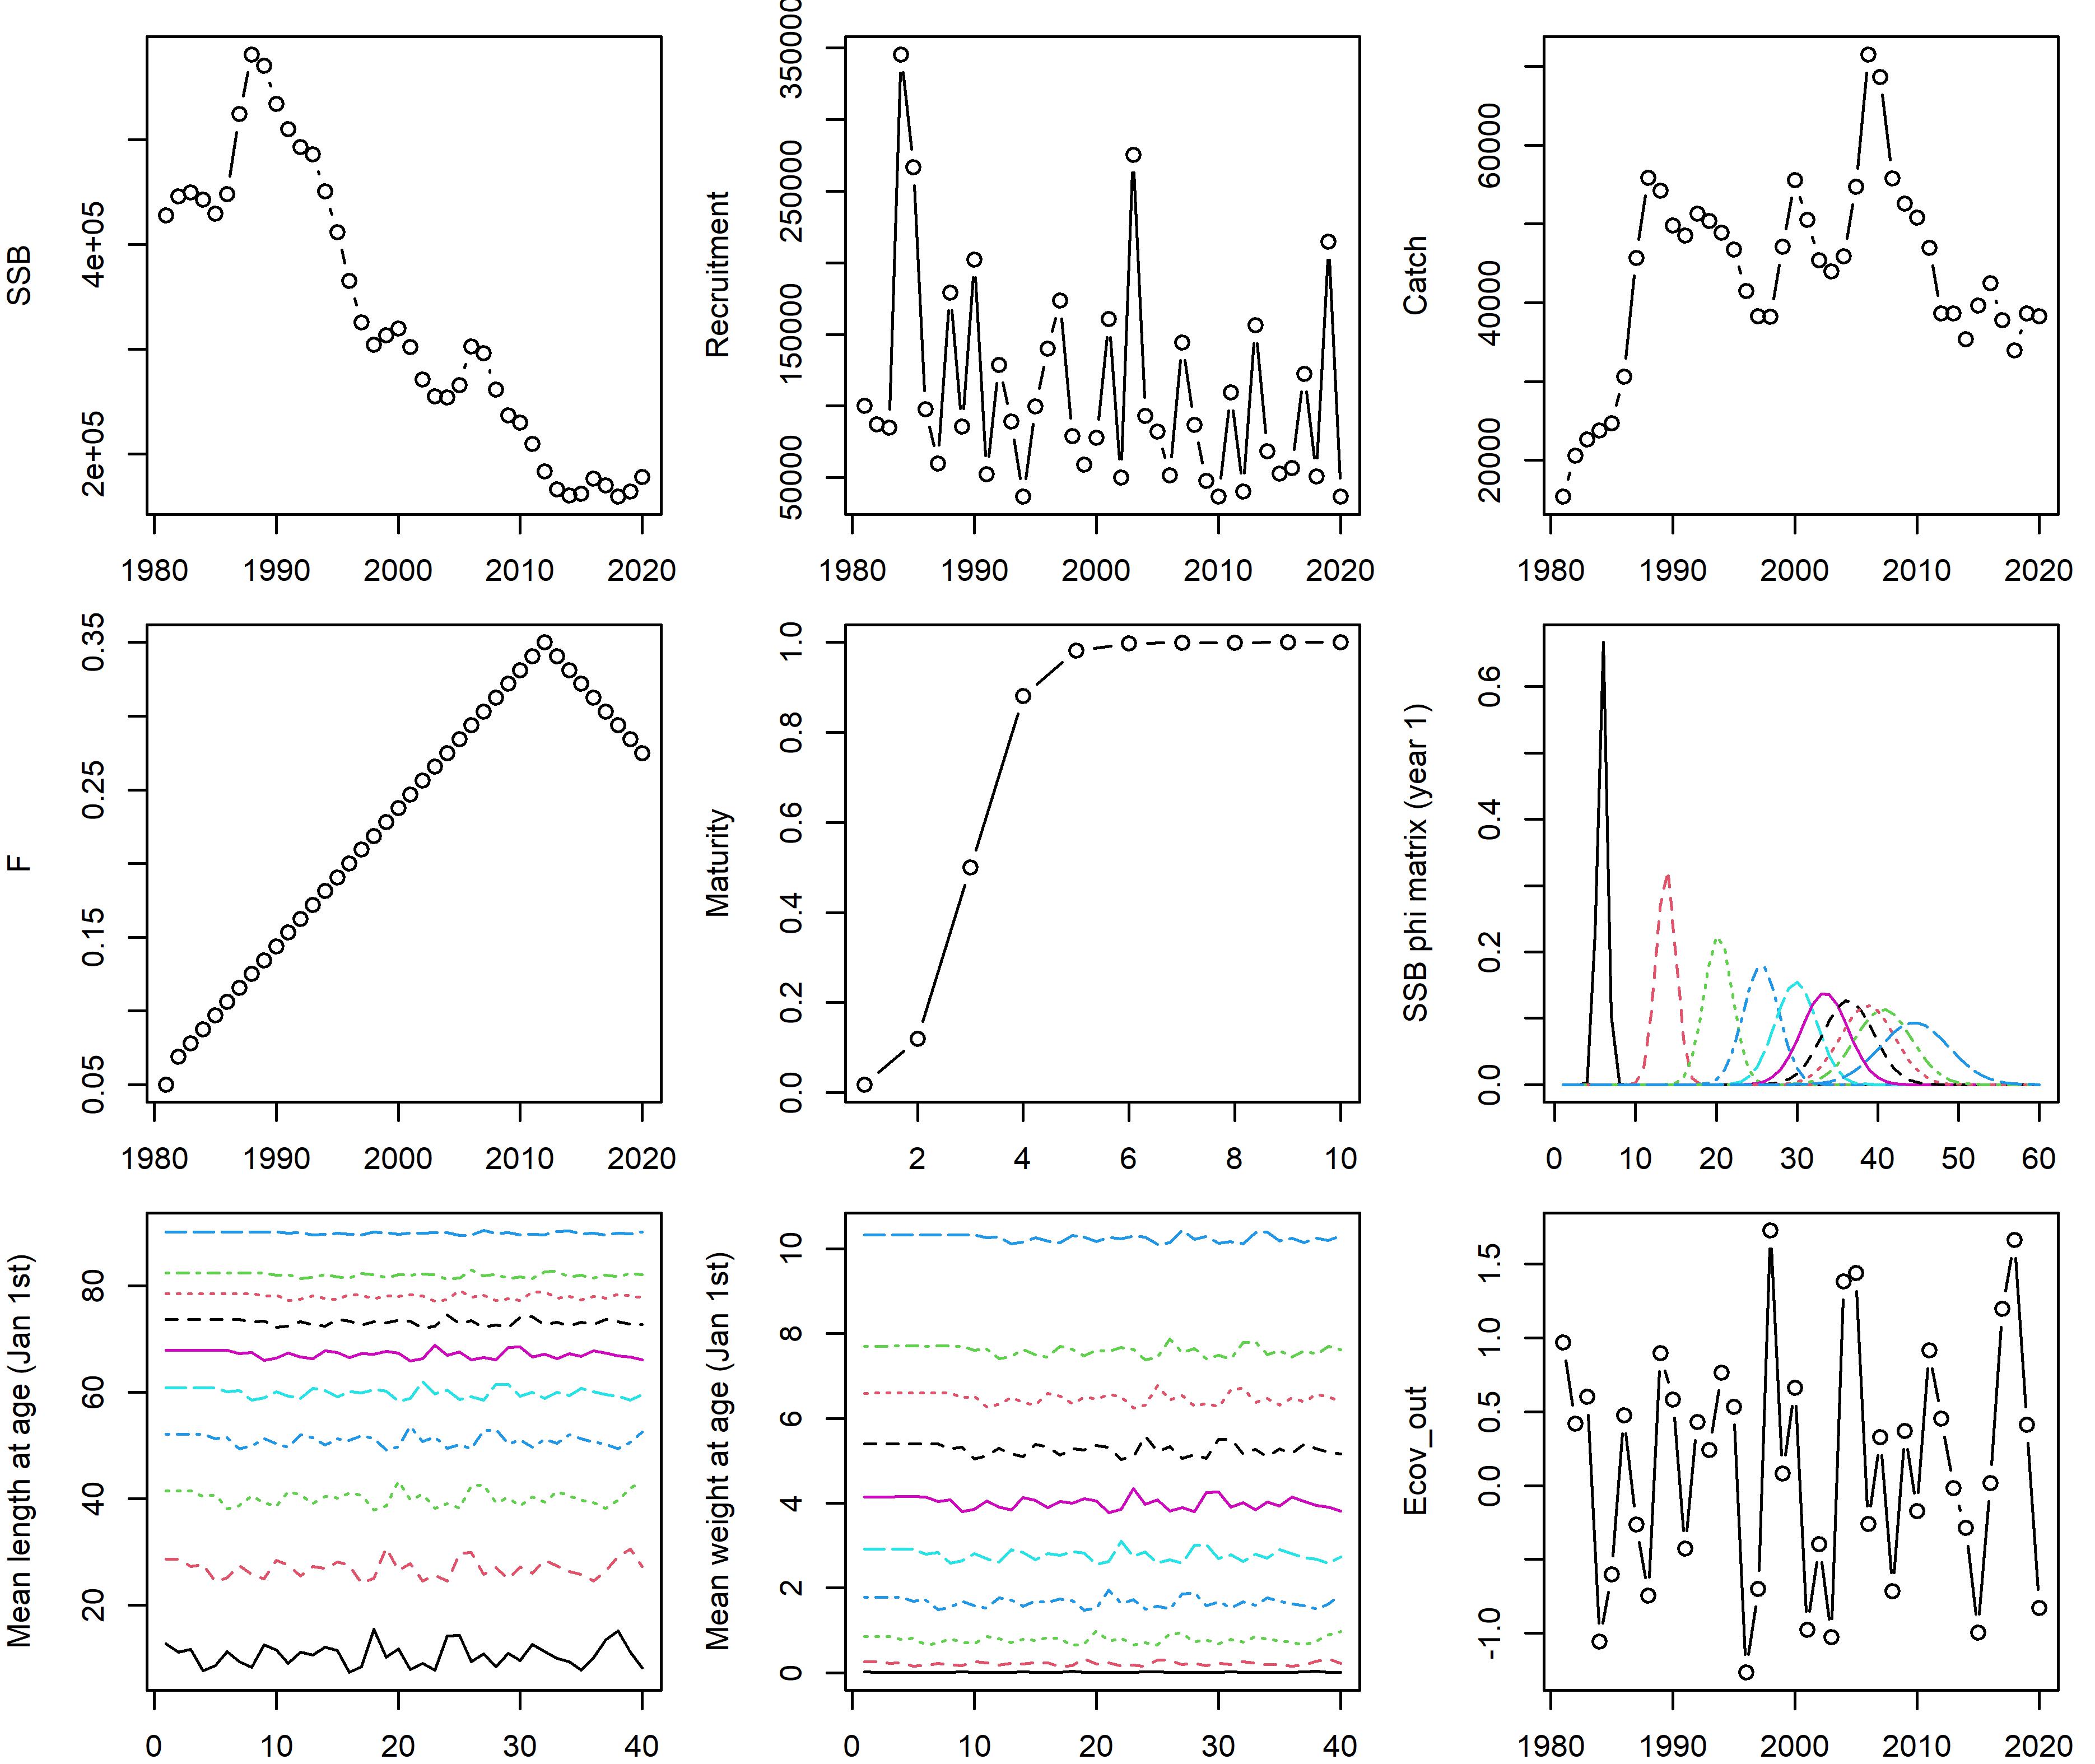 SSB
2e+05
4e+05
1980 1990 2000 2010 2020
Recruitment
50000
150000
250000
350000
1980 1990 2000 2010 2020
Catch
20000
40000
60000
1980 1990 2000 2010 2020
F
0.05
0.15
0.25
0.35
1980 1990 2000 2010 2020
Maturity
0.0
0.2
0.4
0.6
0.8
1.0
2 4 6 8 10
SSB phi matrix (year 1)
0.0
0.2
0.4
0.6
0 10 20 30 40 50 60
Mean length at age (Jan 1st)
20
40
60
80
0 10 20 30 40
Mean weight at age (Jan 1st)
0
2
4
6
8
10
0 10 20 30 40
Ecov_out
-1.0
0.0
0.5
1.0
1.5
1980 1990 2000 2010 2020